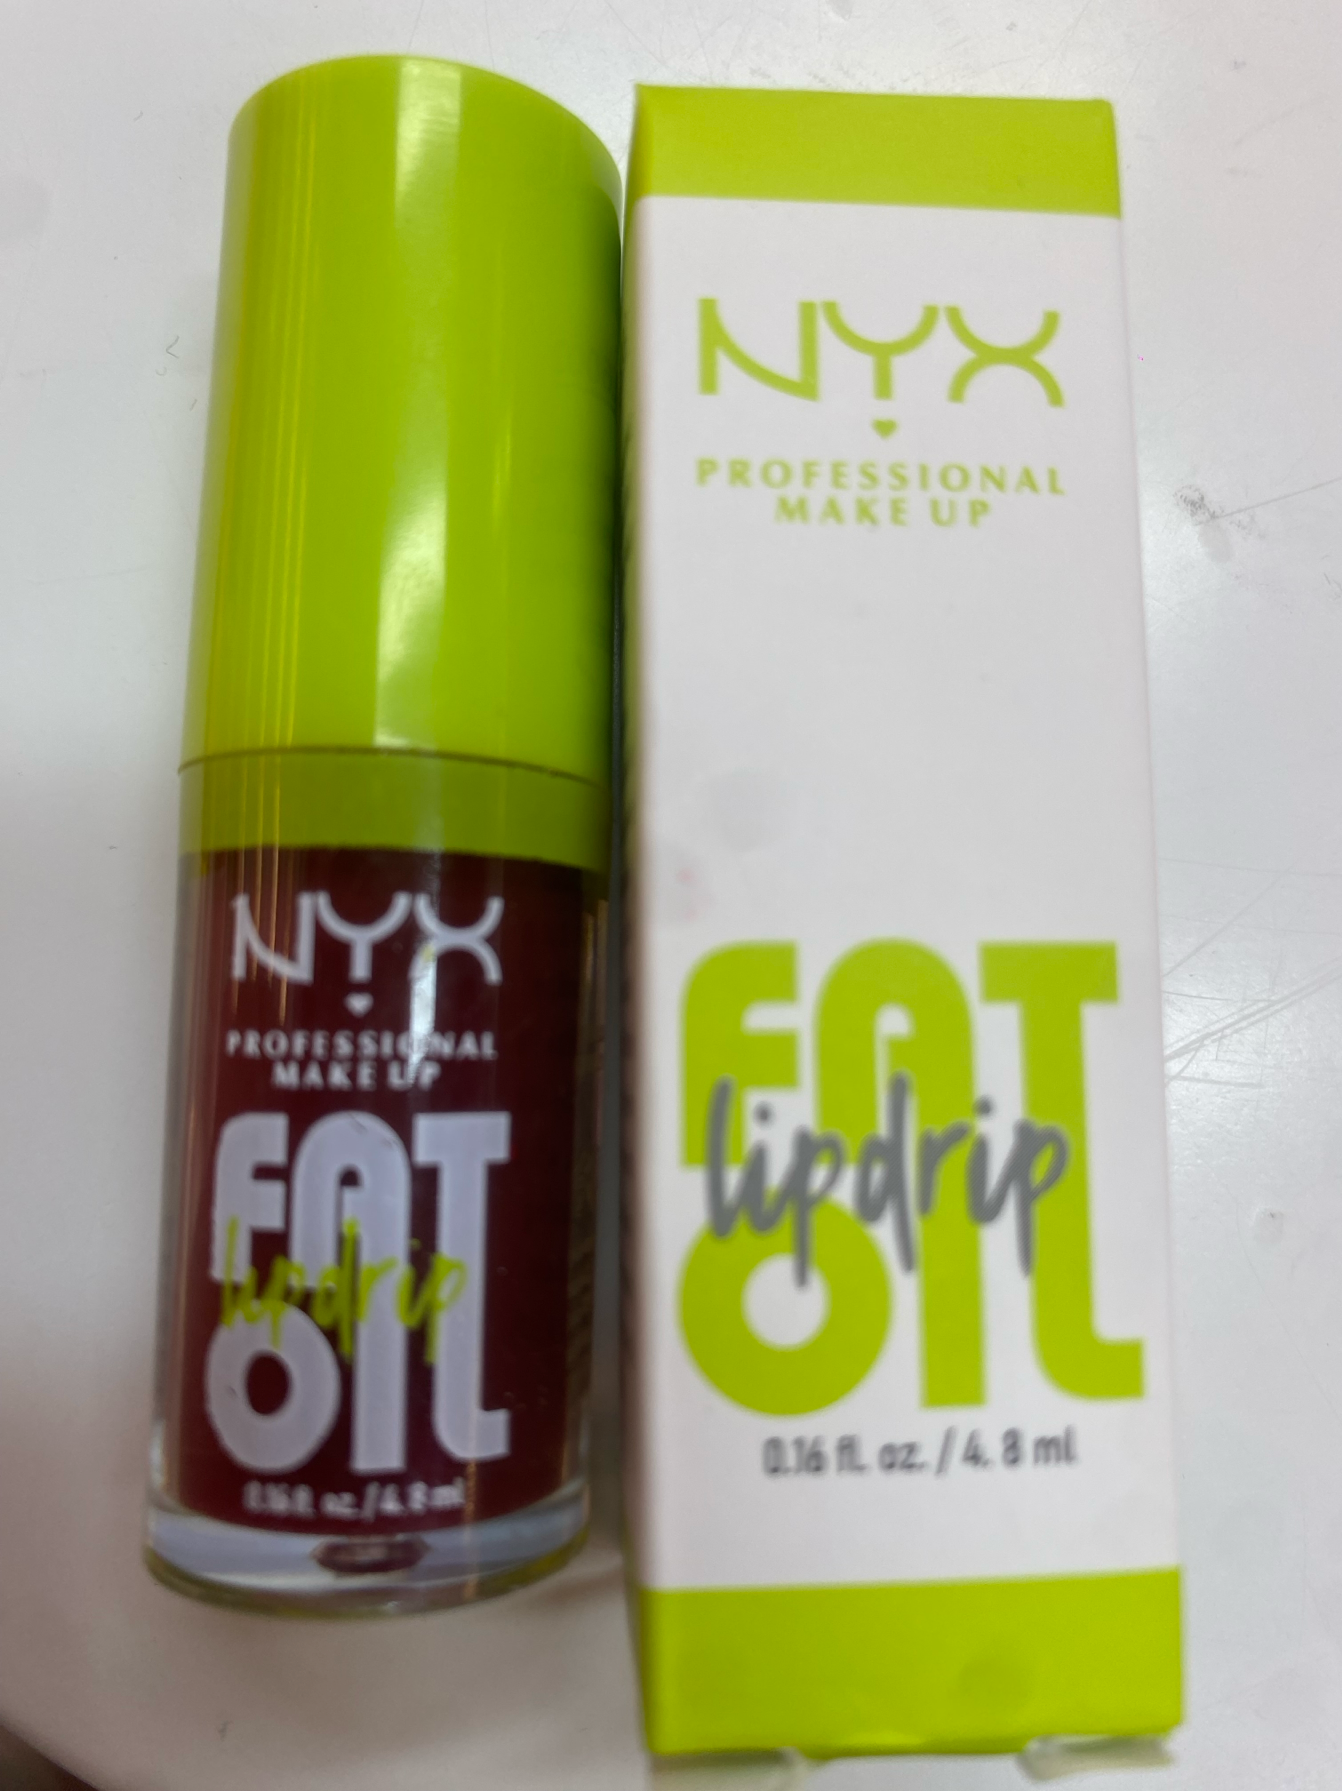 NYX
PROFESSIONAL
MAKE UP
FAT
lipdrip
OIL
0.16 fl. oz. / 4.8 ml
NYX
PROFESSIONAL
MAKE UP
FAT
lipdrip
OIL
0.16 fl. oz. / 4. 8 ml